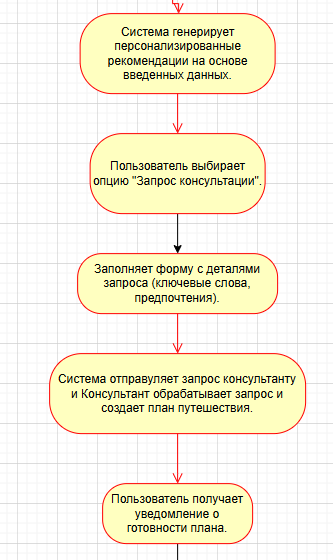 Система генерирует
персонализированные
рекомендации на основе
введенных данных.
Пользователь выбирает
опцию "Запрос консультации".
Заполняет форму с деталями
запроса (ключевые слова,
предпочтения).
Система отправуляет запрос консультанту
и Консультант обрабатывает запрос и
создает план путешествия.
Пользователь получает
уведомление о
готовности плана.